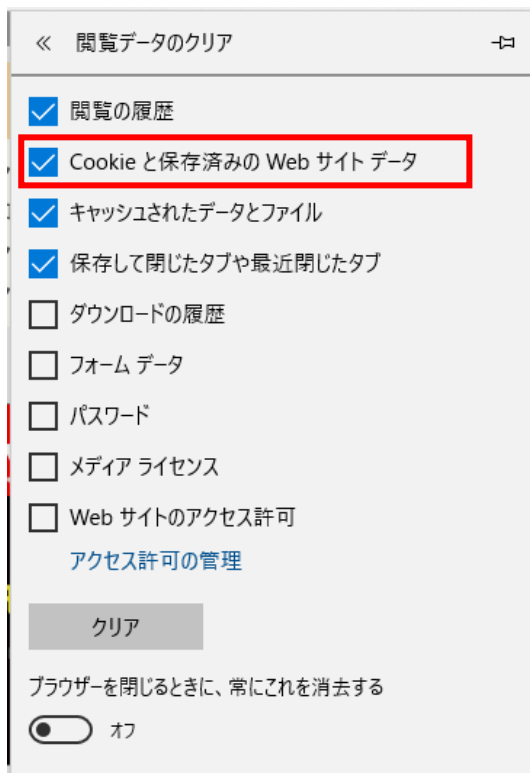 « 閲覧データのクリア
閲覧の履歴
Cookie と保存済みの Web サイト データ
キャッシュされたデータとファイル
保存して閉じたタブや最近閉じたタブ
ダウンロードの履歴
フォーム データ
パスワード
メディア ライセンス
Web サイトのアクセス許可
アクセス許可の管理
クリア
ブラウザーを閉じるときに、常にこれを消去する
オフ